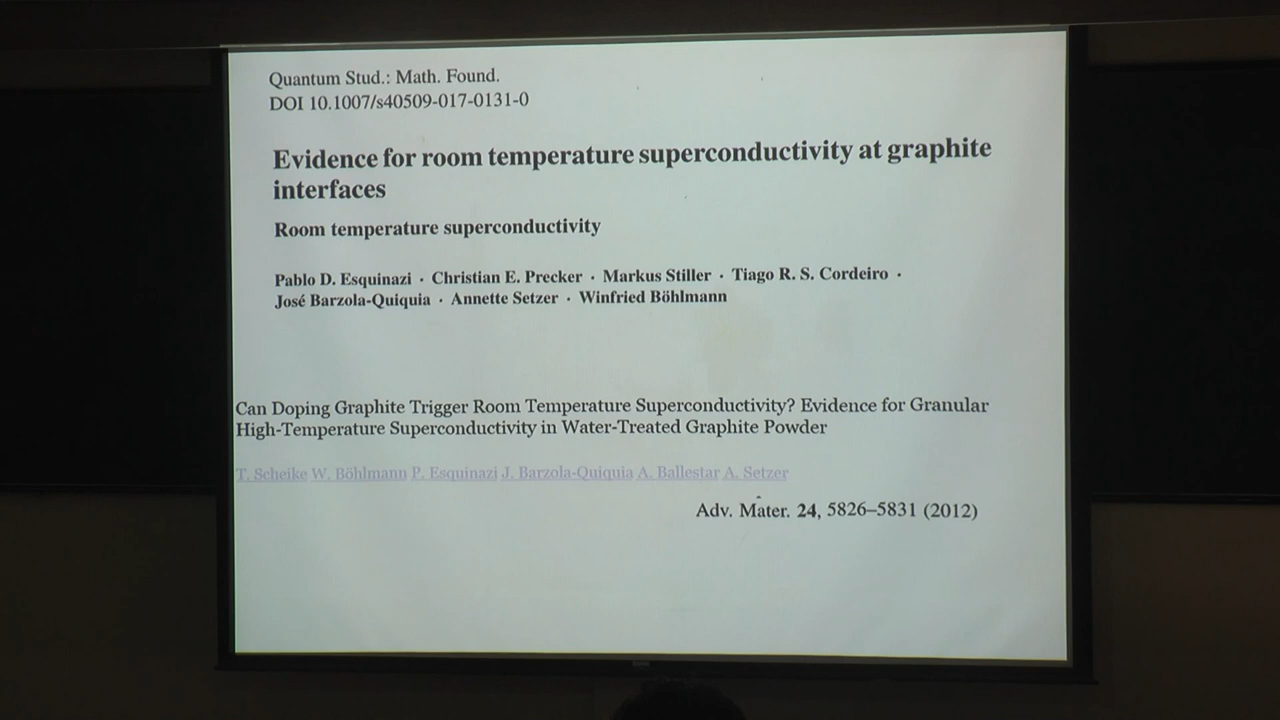 Quantum Stud.: Math. Found.
DOI 10.1007/s40509-017-0131-0
Evidence for room temperature superconductivity at graphite
interfaces
Room temperature superconductivity
Pablo D. Esquinazi · Christian E. Precker · Markus Stiller · Tiago R. S. Cordeiro ·
José Barzola-Quiquia · Annette Setzer · Winfried Böhlmann
Can Doping Graphite Trigger Room Temperature Superconductivity? Evidence for Granular
High-Temperature Superconductivity in Water-Treated Graphite Powder
T. Scheike W. Böhlmann P. Esquinazi J. Barzola-Quiquia A. Ballestar A. Setzer
Adv. Mater. 24, 5826–5831 (2012)